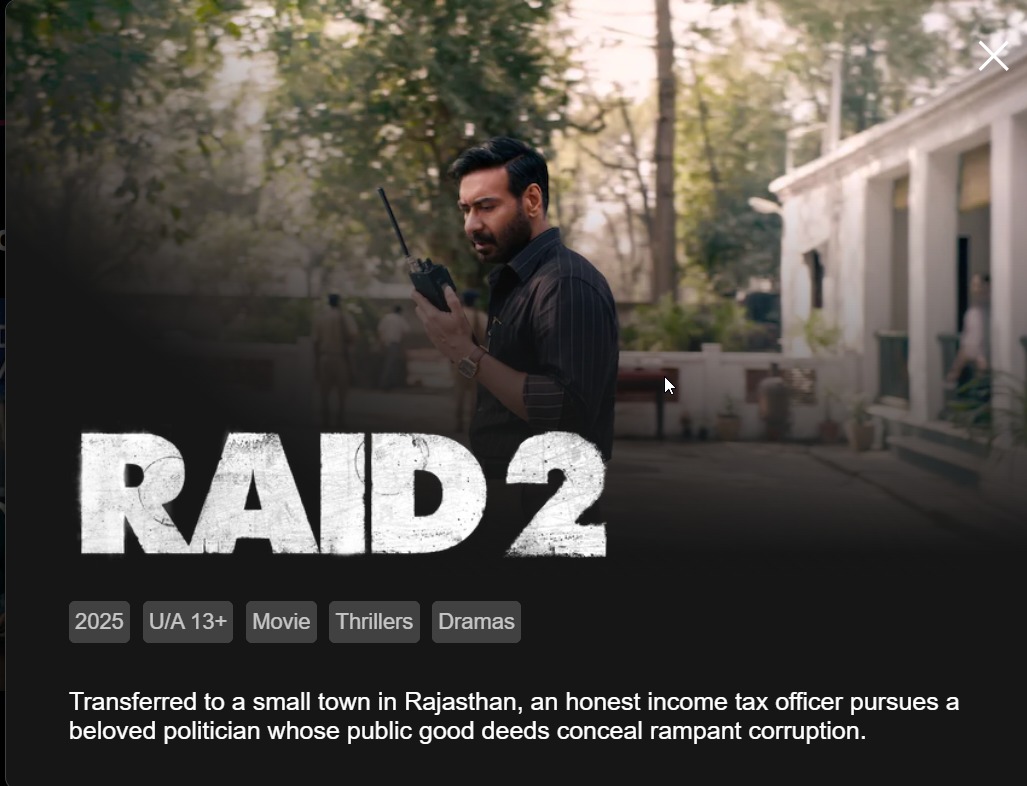 RAID 2
2025 U/A 13+ Movie Thrillers Dramas
Transferred to a small town in Rajasthan, an honest income tax officer pursues a
beloved politician whose public good deeds conceal rampant corruption.